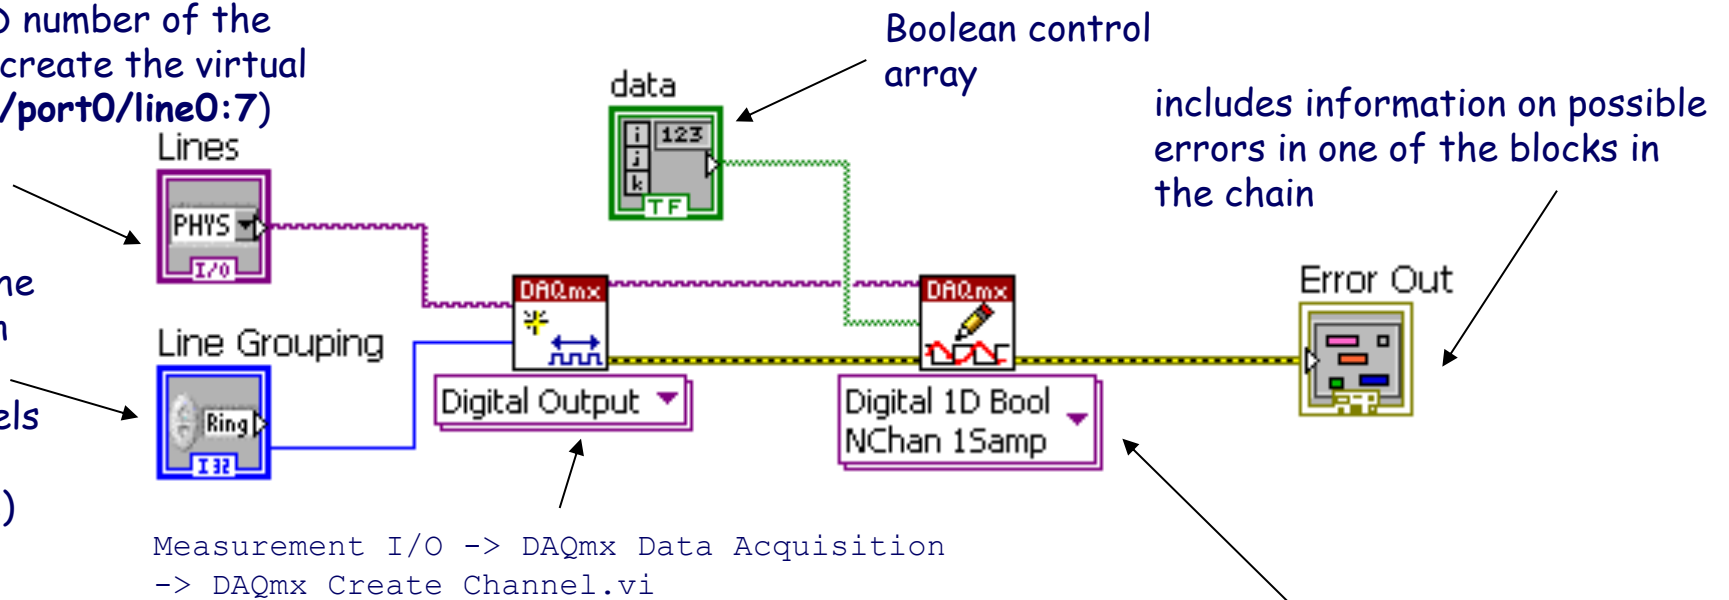 number of the
create the virtual
/port0/line0:7)
Boolean control
array
includes information on possible
errors in one of the blocks in
the chain
data
i
j
k
123
TF
Lines
PHYS
I/O
DAQmx
DAQmx
Error Out
Line Grouping
Ring
I32
Digital Output
Digital 1D Bool
NChan 1Samp
)
Measurement I/O -> DAQmx Data Acquisition
-> DAQmx Create Channel.vi